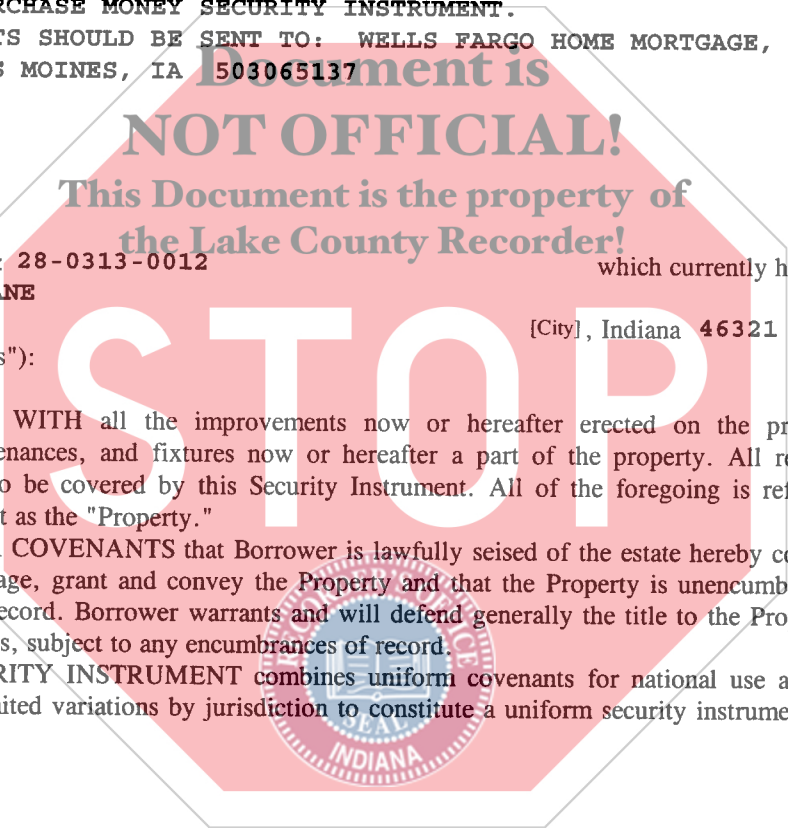 RCHASE MONEY SECURITY INSTRUMENT.
TS SHOULD BE SENT TO: WELLS FARGO HOME MORTGAGE,
S MOINES, IA 503065137
Document is
NOT OFFICIAL!
This Document is the property of
the Lake County Recorder!
: 28-0313-0012
which currently h
ANE
[City], Indiana 46321
s"):
STOP
WITH all the improvements now or hereafter erected on the pr
enances, and fixtures now or hereafter a part of the property. All re
o be covered by this Security Instrument. All of the foregoing is ref
t as the "Property."
COVENANTS that Borrower is lawfully seised of the estate hereby co
age, grant and convey the Property and that the Property is unencumb
ecord. Borrower warrants and will defend generally the title to the Pro
s, subject to any encumbrances of record.
RITY INSTRUMENT combines uniform covenants for national use a
ited variations by jurisdiction to constitute a uniform security instrume
RECORDER'S OFFICE
SEAL
INDIANA